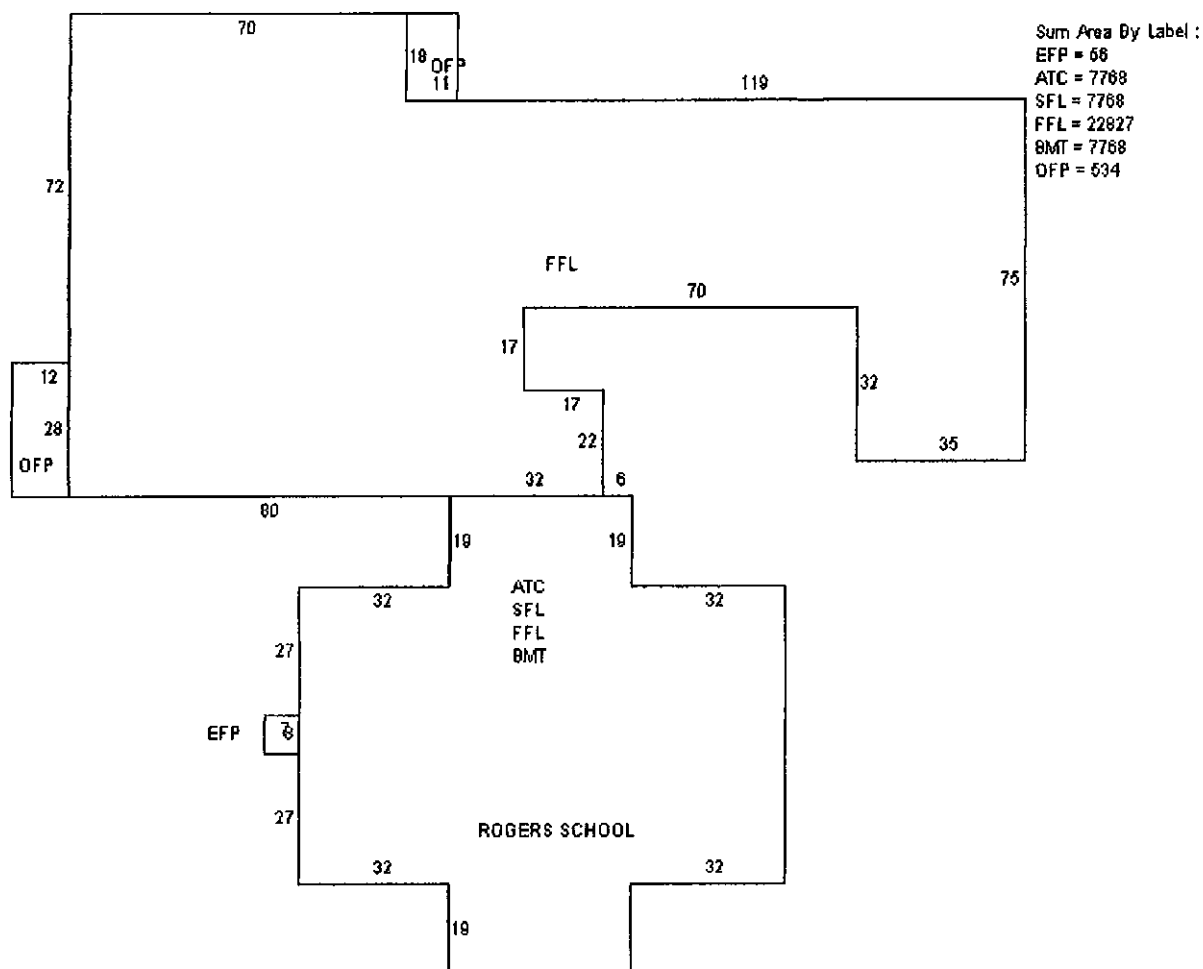 70
18
OFP
11
119
Sum Area By Label :
EFP = 56
ATC = 7768
SFL = 7768
FFL = 22827
BMT = 7768
OFP = 534
72
FFL
75
70
17
12
32
17
28
22
35
OFP
32
6
80
19
19
ATC
32
32
SFL
FFL
BMT
27
EFP
7
8
27
ROGERS SCHOOL
32
32
19